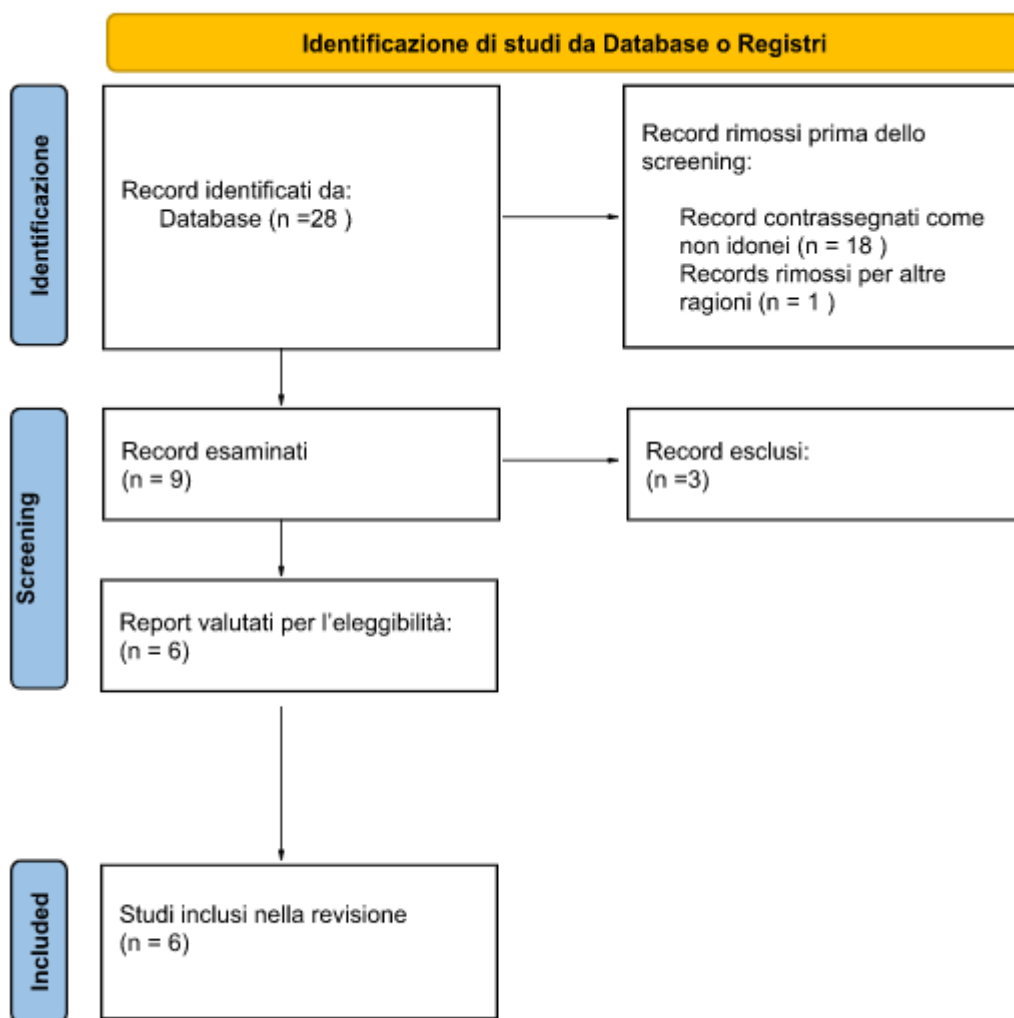 Identificazione di studi da Database o Registri
Identificazione
Record identificati da:
Database (n =28 )
Record rimossi prima dello
screening:
Record contrassegnati come
non idonei (n = 18 )
Records rimossi per altre
ragioni (n = 1 )
Screening
Record esaminati
(n = 9)
Record esclusi:
(n =3)
Report valutati per l'eleggibilità:
(n = 6)
Included
Studi inclusi nella revisione
(n = 6)